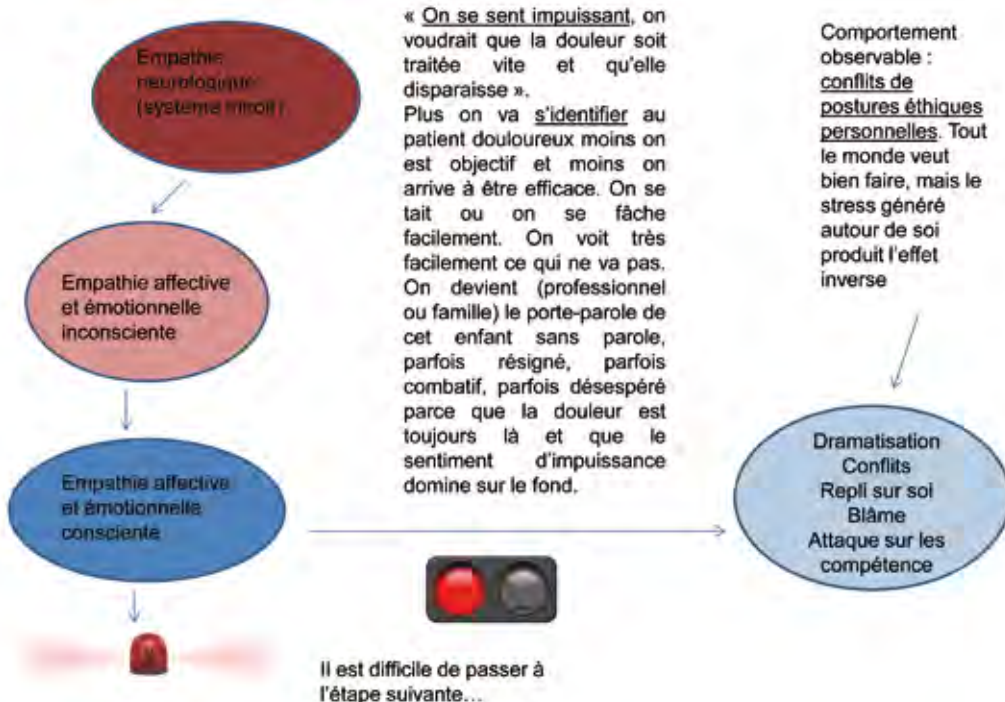 Empathie
neurologique
(système miroir)
Empathie affective
et émotionnelle
inconsciente
Empathie affective
et émotionnelle
consciente
« On se sent impuissant, on
voudrait que la douleur soit
traitée vite et qu'elle
disparaisse ».
Plus on va s'identifier au
patient douloureux moins on
est objectif et moins on
arrive à être efficace. On se
tait ou on se fâche
facilement. On voit très
facilement ce qui ne va pas.
On devient (professionnel
ou famille) le porte-parole de
cet enfant sans parole,
parfois résigné, parfois
combatif, parfois désespéré
parce que la douleur est
toujours là et que le
sentiment d'impuissance
domine sur le fond.
Il est difficile de passer à
l'étape suivante…
Comportement
observable :
conflits de
postures éthiques
personnelles. Tout
le monde veut
bien faire, mais le
stress généré
autour de soi
produit l'effet
inverse
Dramatisation
Conflits
Repli sur soi
Blâme
Attaque sur les
compétence